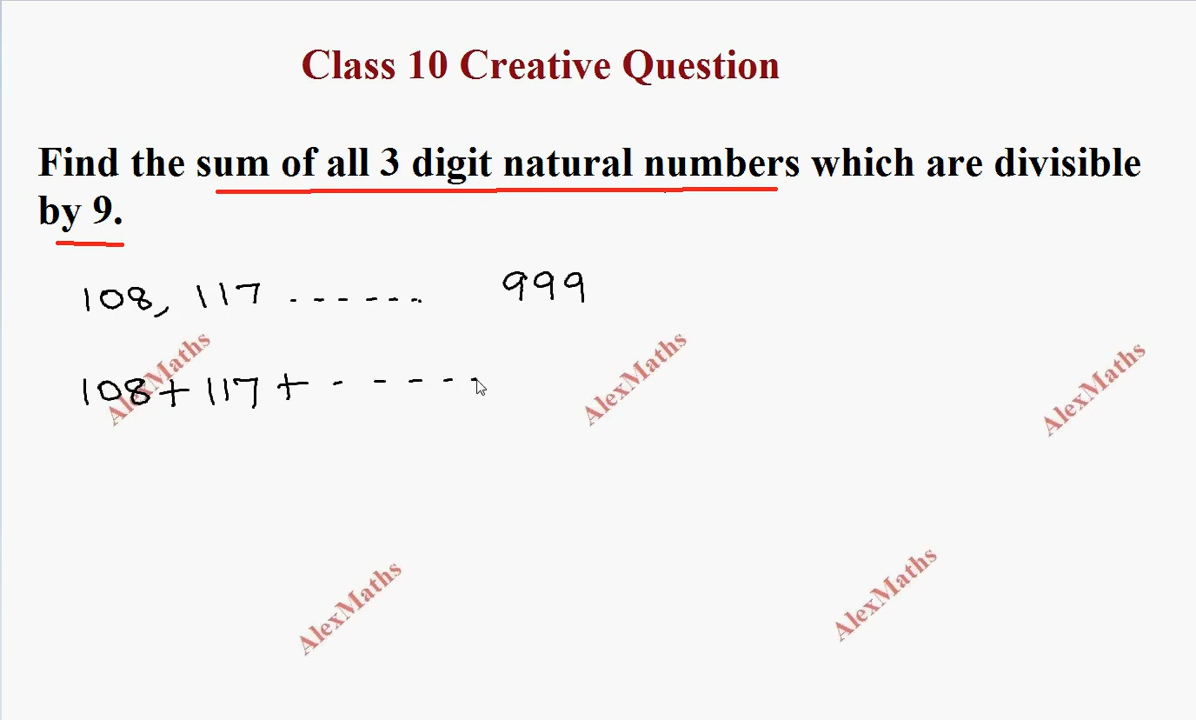 Class 10 Creative Question
Find the sum of all 3 digit natural numbers which are divisible
by 9.
108, 117 ------- 999
108+117+-----
AlexMaths
AlexMaths
AlexMaths
AlexMaths
AlexMaths